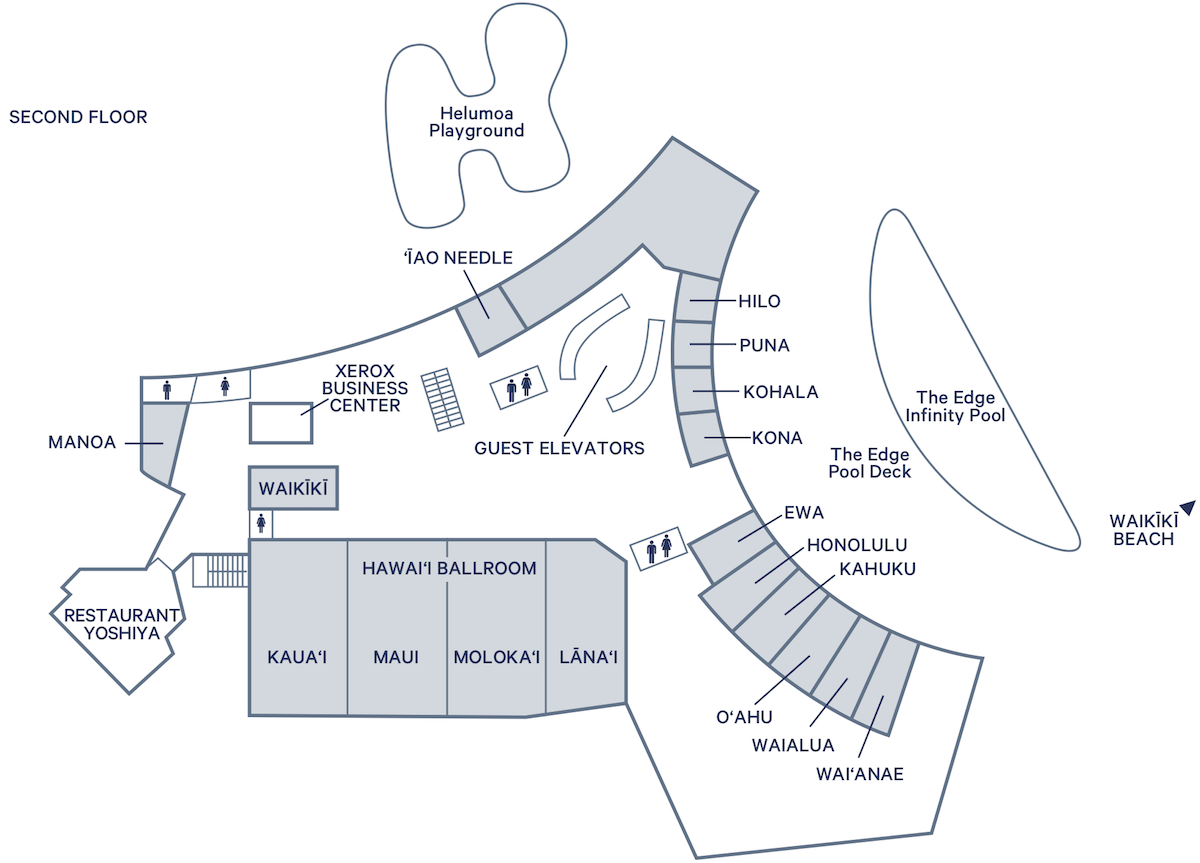 SECOND FLOOR
Helumoa
Playground
ʻĪAO NEEDLE
HILO
PUNA
KOHALA
KONA
XEROX
BUSINESS
CENTER
MANOA
GUEST ELEVATORS
The Edge
Infinity Pool
The Edge
Pool Deck
WAIKĪKĪ
BEACH
WAIKĪKĪ
EWA
HONOLULU
KAHUKU
HAWAIʻI BALLROOM
RESTAURANT
YOSHIYA
KAUAʻI
MAUI
MOLOKAʻI
LĀNAʻI
OʻAHU
WAIALUA
WAIʻANAE